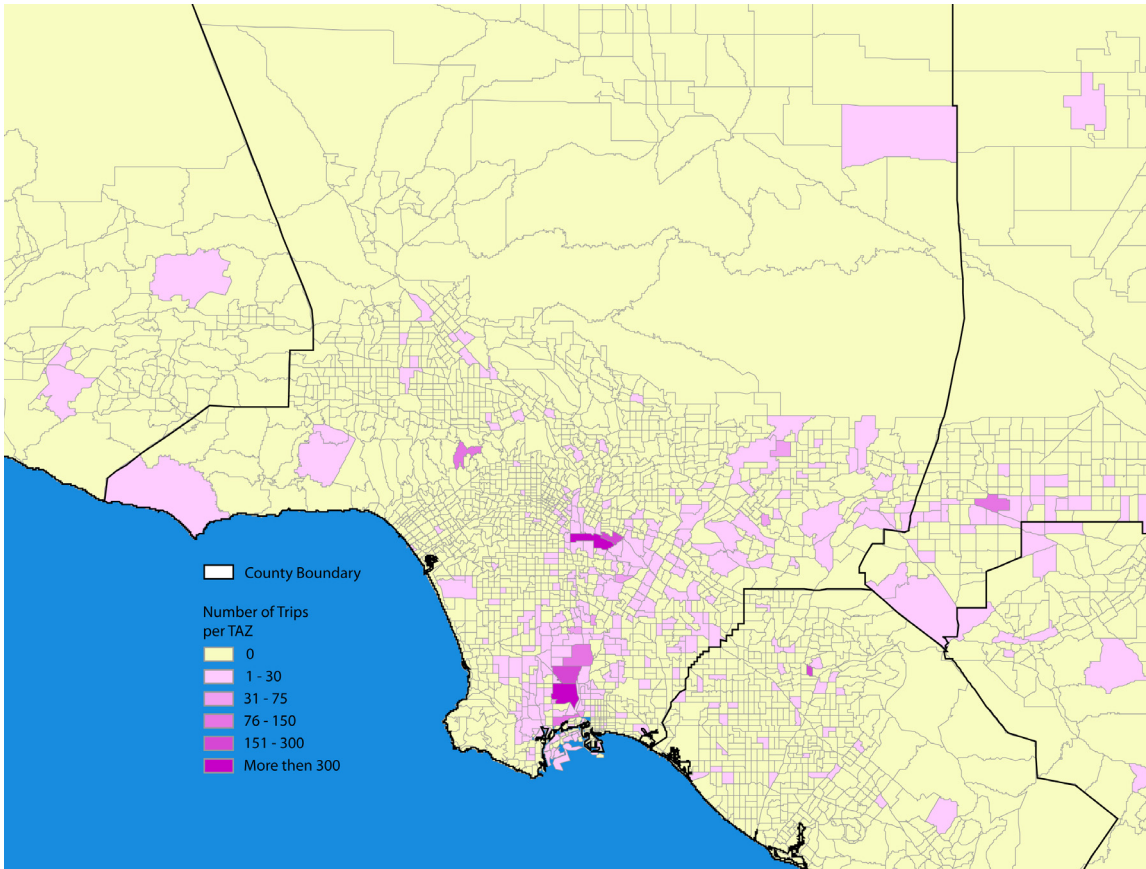 County Boundary
Number of Trips
per TAZ
0
1 - 30
31 - 75
76 - 150
151 - 300
More then 300